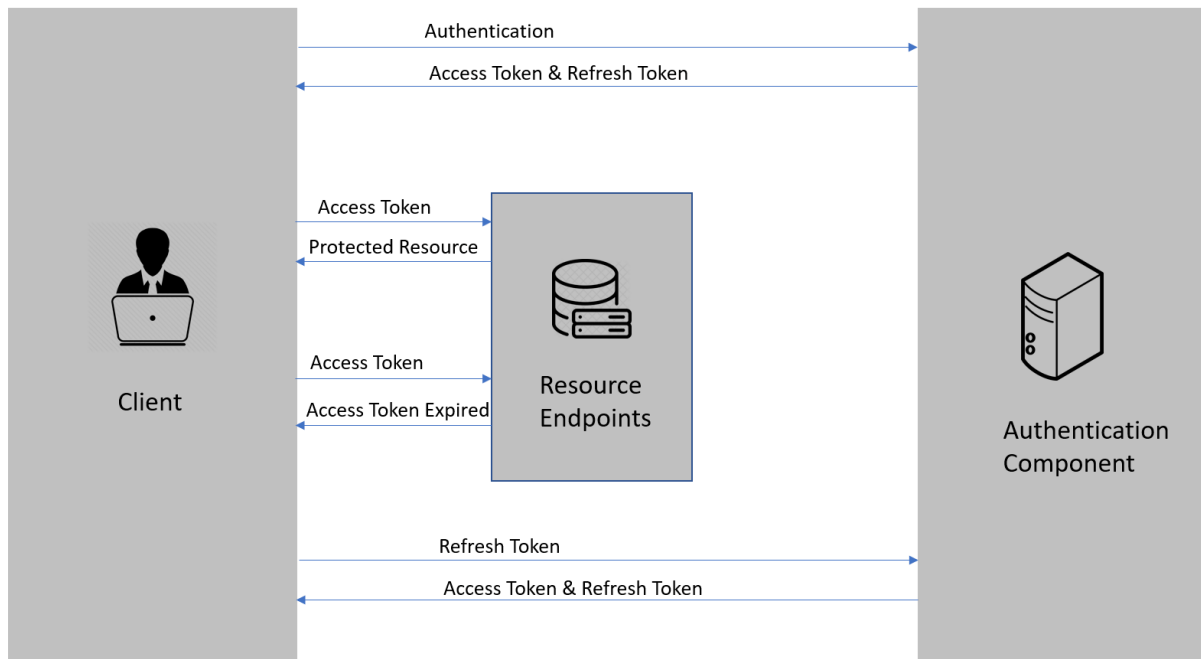 Authentication
Access Token & Refresh Token
Access Token
Protected Resource
Access Token
Access Token Expired
Client
Resource
Endpoints
Authentication
Component
Refresh Token
Access Token & Refresh Token